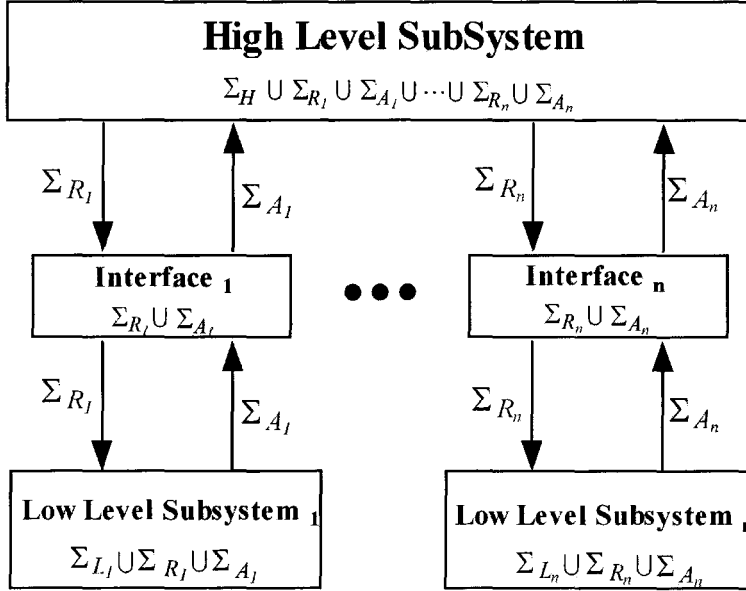 High Level SubSystem
Σ_H ∪ Σ_{R_1} ∪ Σ_{A_1} ∪ ⋯ ∪ Σ_{R_n} ∪ Σ_{A_n}
Σ_{R_1} Σ_{A_1} Σ_{R_n} Σ_{A_n}
Interface 1 Interface n
Σ_{R_1} ∪ Σ_{A_1} Σ_{R_n} ∪ Σ_{A_n}
Σ_{R_1} Σ_{A_1} Σ_{R_n} Σ_{A_n}
Low Level Subsystem 1 Low Level Subsystem
Σ_{L_1} ∪ Σ_{R_1} ∪ Σ_{A_1} Σ_{L_n} ∪ Σ_{R_n} ∪ Σ_{A_n}